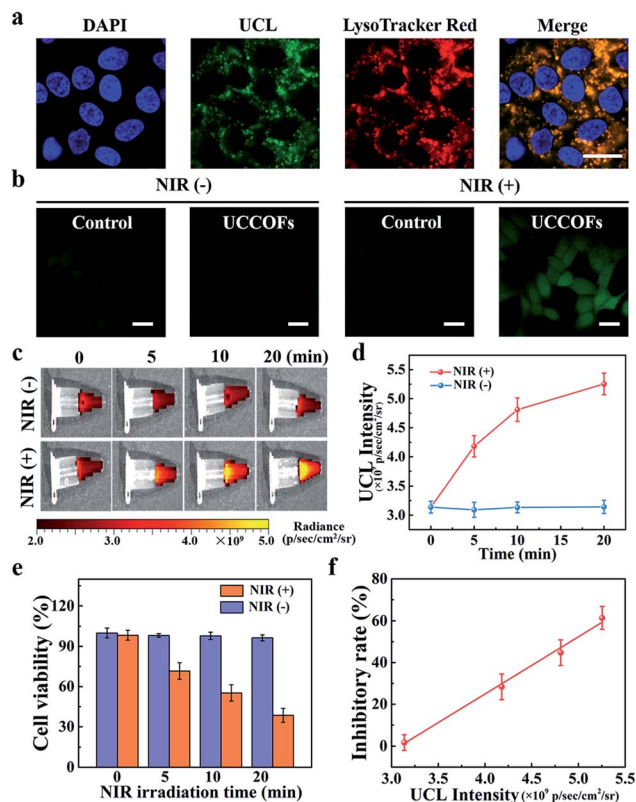 a
DAPI UCL LysoTracker Red Merge
b
NIR (-) NIR (+)
Control UCCOFs Control UCCOFs
c
0 5 10 20 (min)
NIR (-)
NIR (+)
2.0 3.0 4.0 ×10⁹ 5.0
Radiance
(p/sec/cm²/sr)
d
NIR (+)
NIR (-)
UCL Intensity
(×10⁹ p/sec/cm²/sr)
5.5
5.0
4.5
4.0
3.5
3.0
0 5 10 15 20
Time (min)
e
NIR (+)
NIR (-)
Cell viability (%)
120
90
60
30
0
0 5 10 20
NIR irradiation time (min)
f
Inhibitory rate (%)
80
60
40
20
0
3.0 3.5 4.0 4.5 5.0 5.5
UCL Intensity (×10⁹ p/sec/cm²/sr)